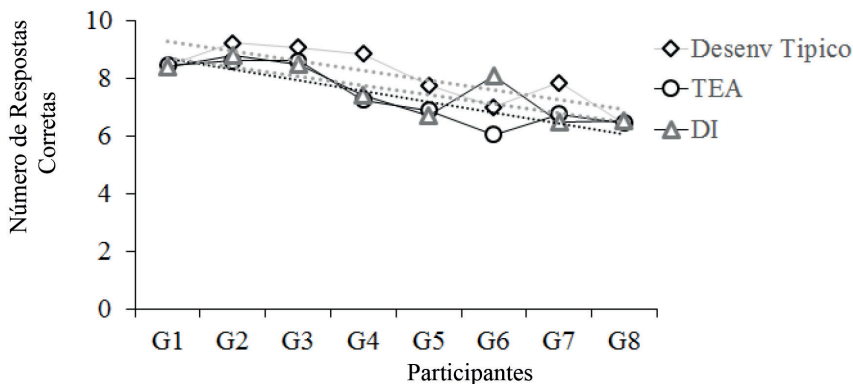 Número de Respostas
Corretas
10
8
6
4
2
0
G1 G2 G3 G4 G5 G6 G7 G8
Participantes
Desenv Tipico
TEA
DI